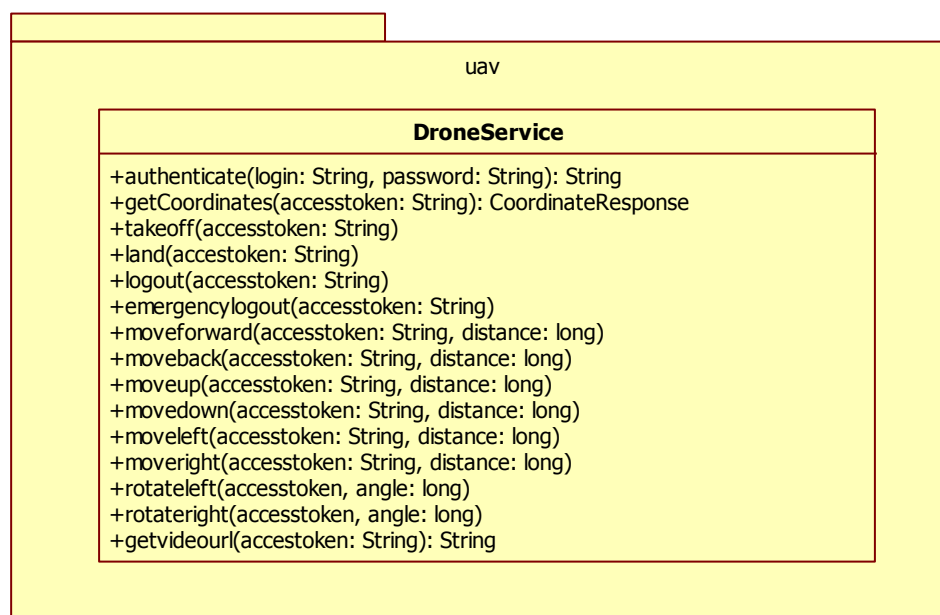 uav
DroneService
+authenticate(login: String, password: String): String
+getCoordinates(accesstoken: String): CoordinateResponse
+takeoff(accesstoken: String)
+land(accestoken: String)
+logout(accesstoken: String)
+emergencylogout(accesstoken: String)
+moveforward(accesstoken: String, distance: long)
+moveback(accesstoken: String, distance: long)
+moveup(accesstoken: String, distance: long)
+movedown(accesstoken: String, distance: long)
+moveleft(accesstoken: String, distance: long)
+moveright(accesstoken: String, distance: long)
+rotateleft(accesstoken, angle: long)
+rotateright(accesstoken, angle: long)
+getvideourl(accestoken: String): String